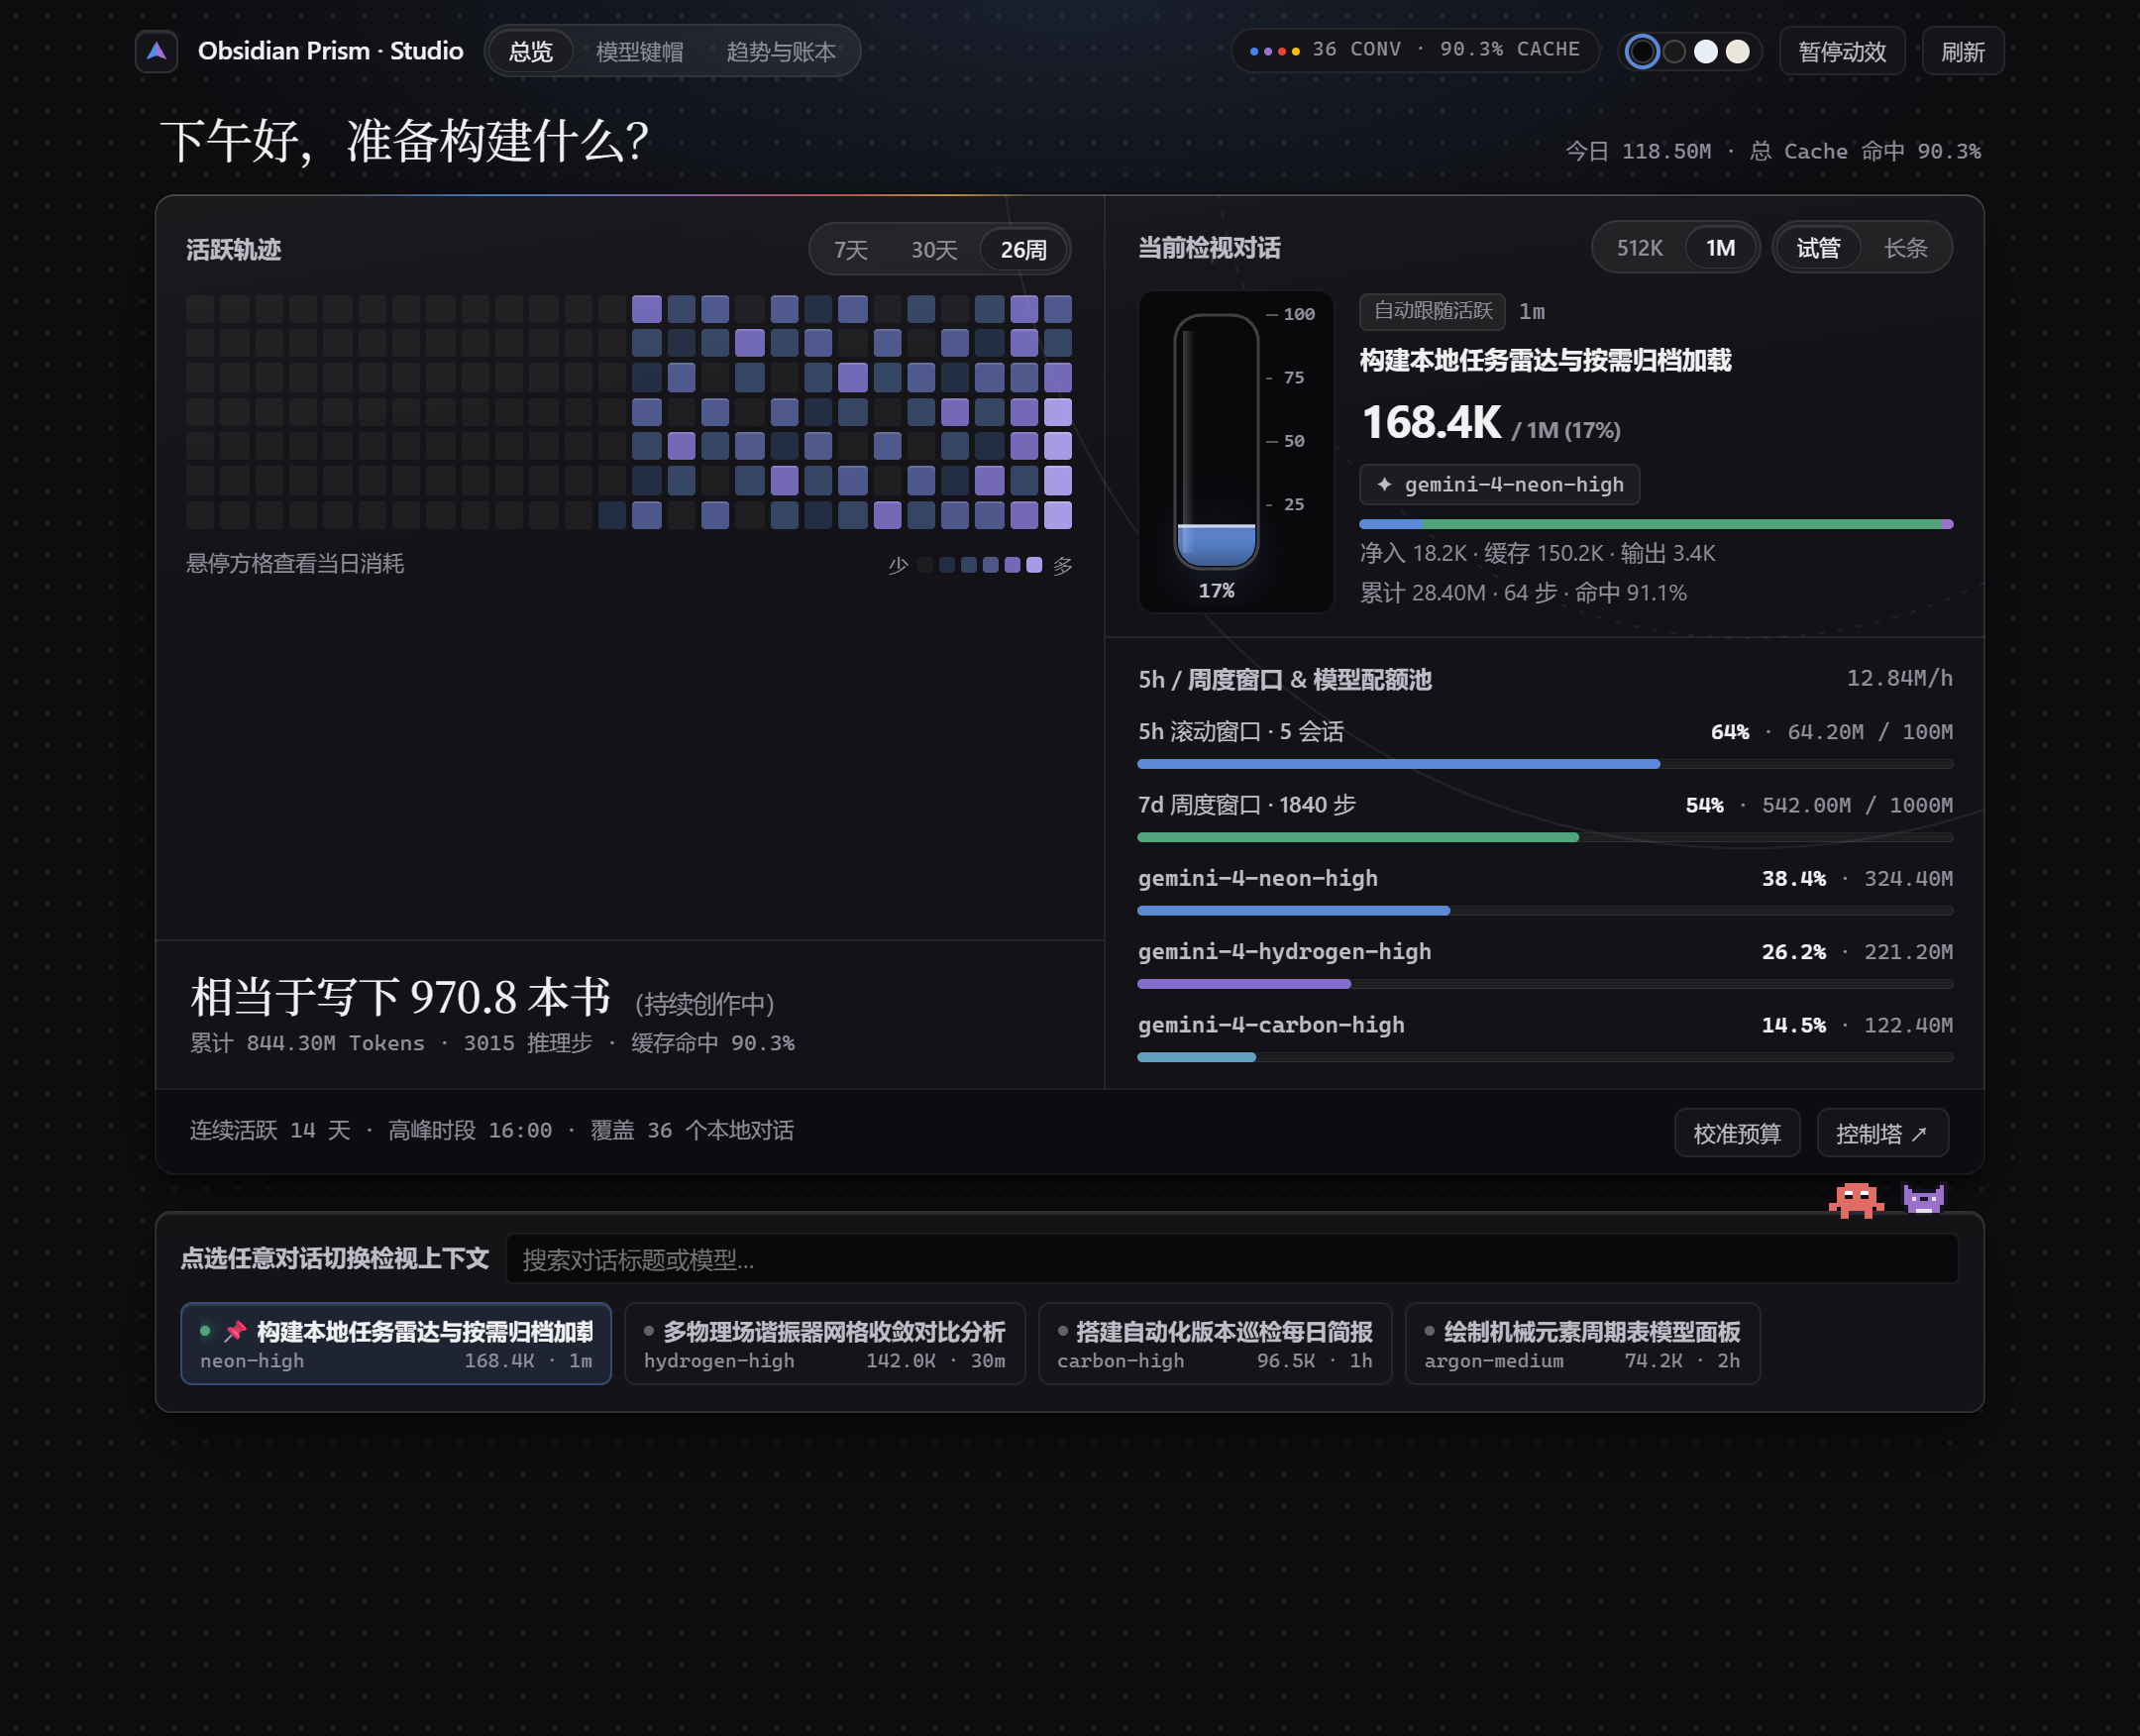 Obsidian Prism · Studio
总览 模型键帽 趋势与账本
36 CONV · 90.3% CACHE
暂停动效 刷新
下午好，准备构建什么？
今日 118.50M · 总 Cache 命中 90.3%
活跃轨迹
7天 30天 26周
悬停方格查看当日消耗
少 多
相当于写下 970.8 本书 (持续创作中)
累计 844.30M Tokens · 3015 推理步 · 缓存命中 90.3%
当前检视对话
512K 1M 试管 长条
100
75
50
25
17%
自动跟随活跃 1m
构建本地任务雷达与按需归档加载
168.4K / 1M (17%)
✦ gemini-4-neon-high
净入 18.2K · 缓存 150.2K · 输出 3.4K
累计 28.40M · 64 步 · 命中 91.1%
5h / 周度窗口 & 模型配额池 12.84M/h
5h 滚动窗口 · 5 会话 64% · 64.20M / 100M
7d 周度窗口 · 1840 步 54% · 542.00M / 1000M
gemini-4-neon-high 38.4% · 324.40M
gemini-4-hydrogen-high 26.2% · 221.20M
gemini-4-carbon-high 14.5% · 122.40M
连续活跃 14 天 · 高峰时段 16:00 · 覆盖 36 个本地对话
校准预算 控制塔 ↗
点选任意对话切换检视上下文 搜索对话标题或模型...
📌 构建本地任务雷达与按需归档加载
neon-high 168.4K · 1m
多物理场谐振器网格收敛对比分析
hydrogen-high 142.0K · 30m
搭建自动化版本巡检每日简报
carbon-high 96.5K · 1h
绘制机械元素周期表模型面板
argon-medium 74.2K · 2h